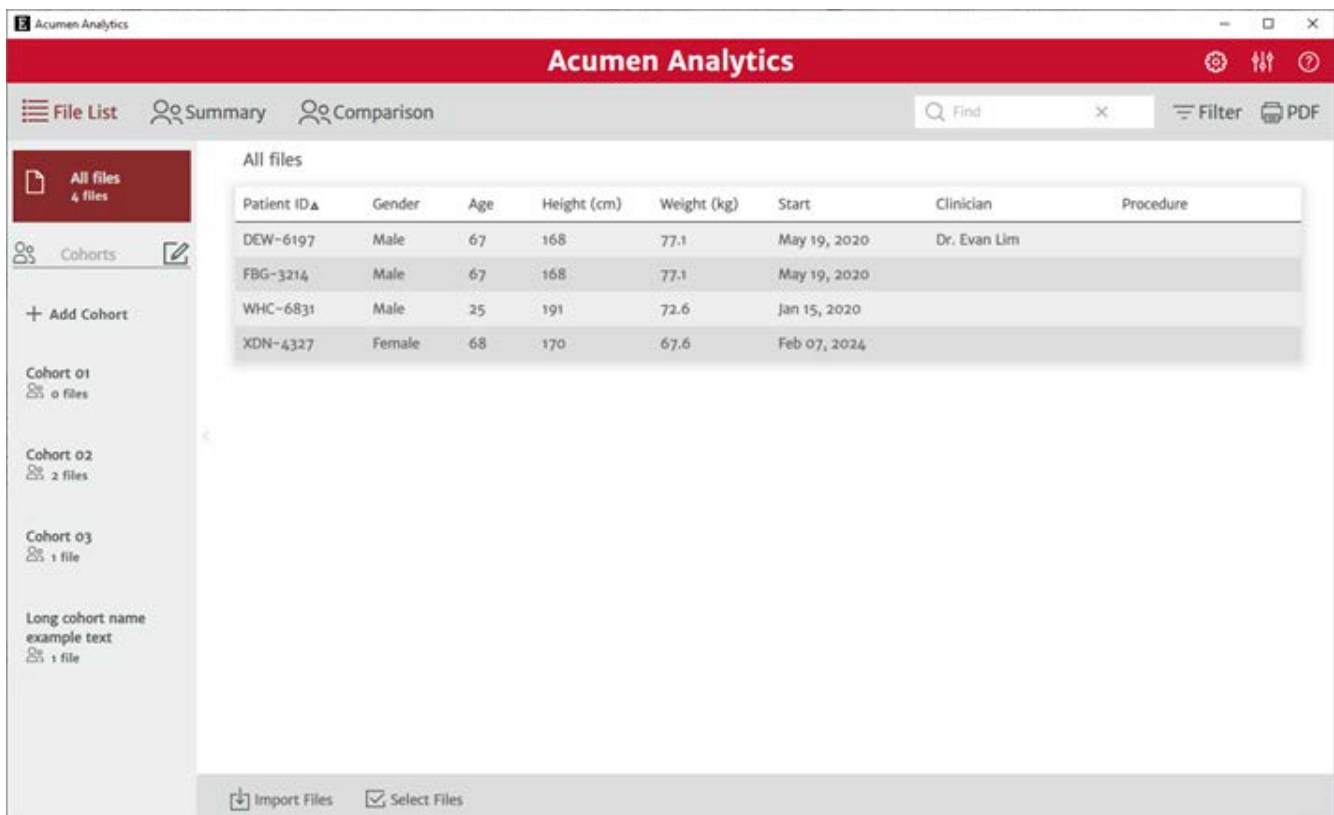 Acumen Analytics
Acumen Analytics
File List Summary Comparison Find Filter PDF
All files
4 files
Cohorts
+ Add Cohort
Cohort 01
0 files
Cohort 02
2 files
Cohort 03
1 file
Long cohort name
example text
1 file
All files
Patient ID▲ Gender Age Height (cm) Weight (kg) Start Clinician Procedure
DEW-6197 Male 67 168 77.1 May 19, 2020 Dr. Evan Lim
FBG-3214 Male 67 168 77.1 May 19, 2020
WHC-6831 Male 25 191 72.6 Jan 15, 2020
XDN-4327 Female 68 170 67.6 Feb 07, 2024
Import Files Select Files